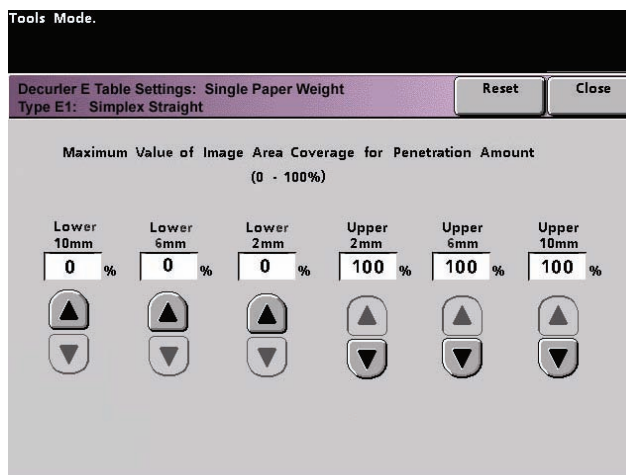 Tools Mode.
Decurler E Table Settings: Single Paper Weight
Type E1: Simplex Straight
Reset
Close
Maximum Value of Image Area Coverage for Penetration Amount
(0 - 100%)
Lower
10mm
Lower
6mm
Lower
2mm
Upper
2mm
Upper
6mm
Upper
10mm
0 %
0 %
0 %
100 %
100 %
100 %